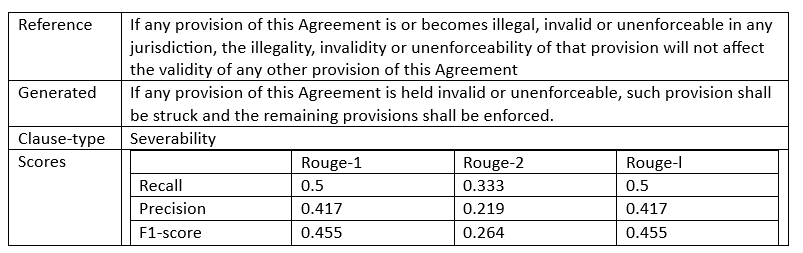 Reference If any provision of this Agreement is or becomes illegal, invalid or unenforceable in any
jurisdiction, the illegality, invalidity or unenforceability of that provision will not affect
the validity of any other provision of this Agreement
Generated If any provision of this Agreement is held invalid or unenforceable, such provision shall
be struck and the remaining provisions shall be enforced.
Clause-type Severability
Scores Rouge-1 Rouge-2 Rouge-l
Recall 0.5 0.333 0.5
Precision 0.417 0.219 0.417
F1-score 0.455 0.264 0.455